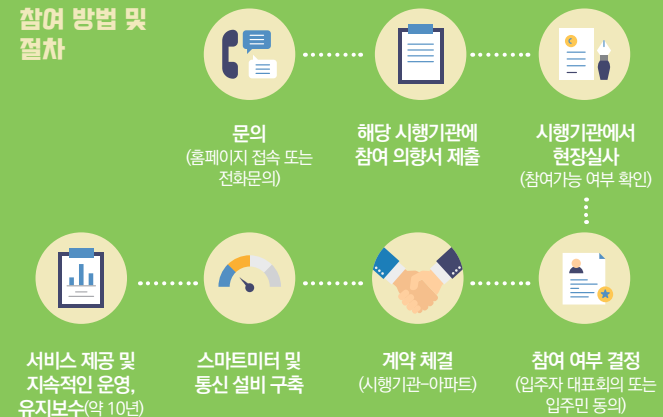 참여 방법 및
절차
문의
(홈페이지 접속 또는
전화문의)
해당 시행기관에
참여 의향서 제출
시행기관에서
현장실사
(참여가능 여부 확인)
참여 여부 결정
(입주자 대표회의 또는
입주민 동의)
계약 체결
(시행기관-아파트)
스마트미터 및
통신 설비 구축
서비스 제공 및
지속적인 운영,
유지보수(약 10년)